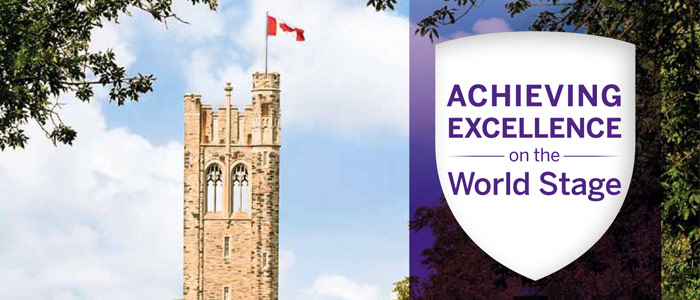 ACHIEVING
EXCELLENCE
on the
World Stage